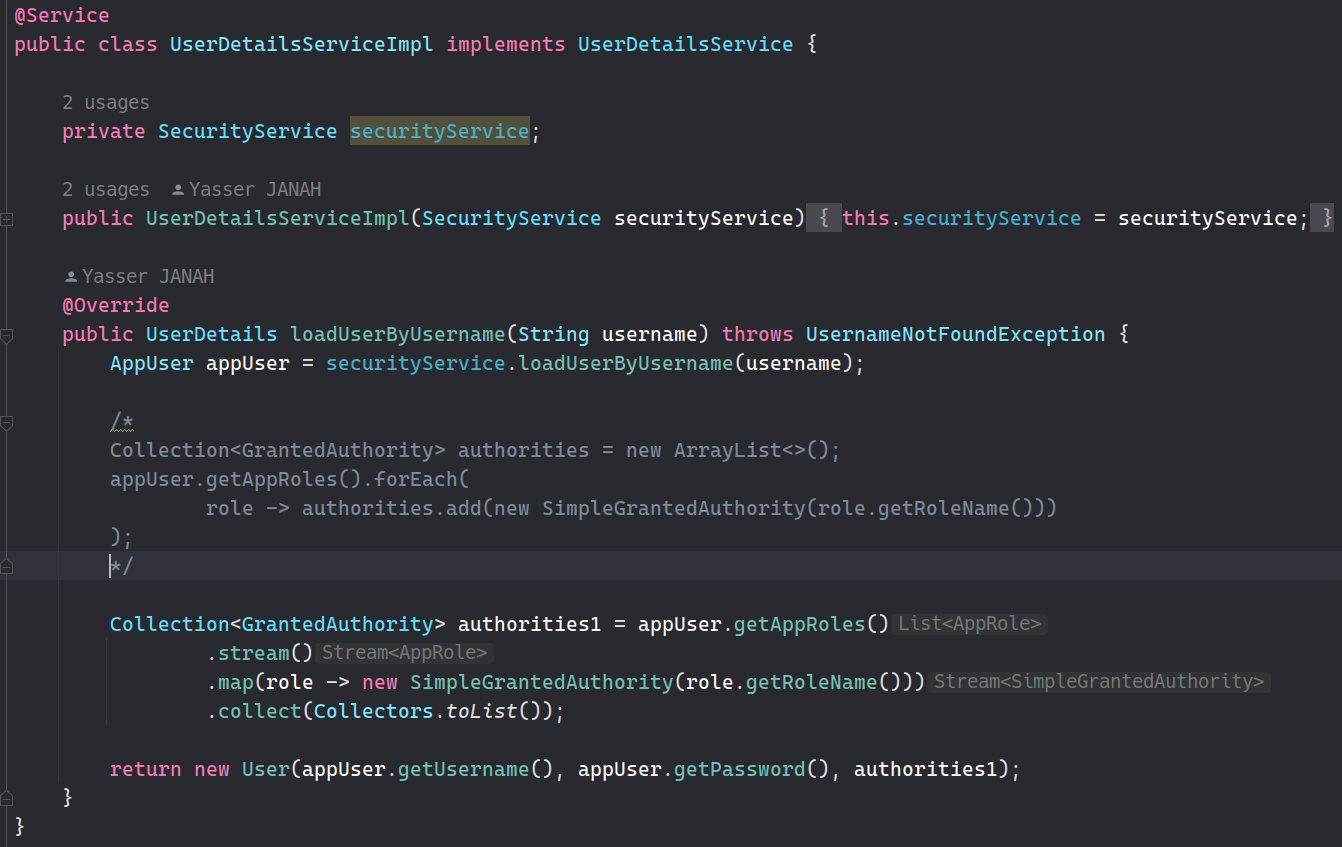 @Service
public class UserDetailsServiceImpl implements UserDetailsService {
2 usages
private SecurityService securityService;
2 usages Yasser JANAH
public UserDetailsServiceImpl(SecurityService securityService) { this.securityService = securityService; }
Yasser JANAH
@Override
public UserDetails loadUserByUsername(String username) throws UsernameNotFoundException {
AppUser appUser = securityService.loadUserByUsername(username);
/*
Collection<GrantedAuthority> authorities = new ArrayList<>();
appUser.getAppRoles().forEach(
role -> authorities.add(new SimpleGrantedAuthority(role.getRoleName()))
);
*/
Collection<GrantedAuthority> authorities1 = appUser.getAppRoles() List<AppRole>
.stream() Stream<AppRole>
.map(role -> new SimpleGrantedAuthority(role.getRoleName())) Stream<SimpleGrantedAuthority>
.collect(Collectors.toList());
return new User(appUser.getUsername(), appUser.getPassword(), authorities1);
}
}